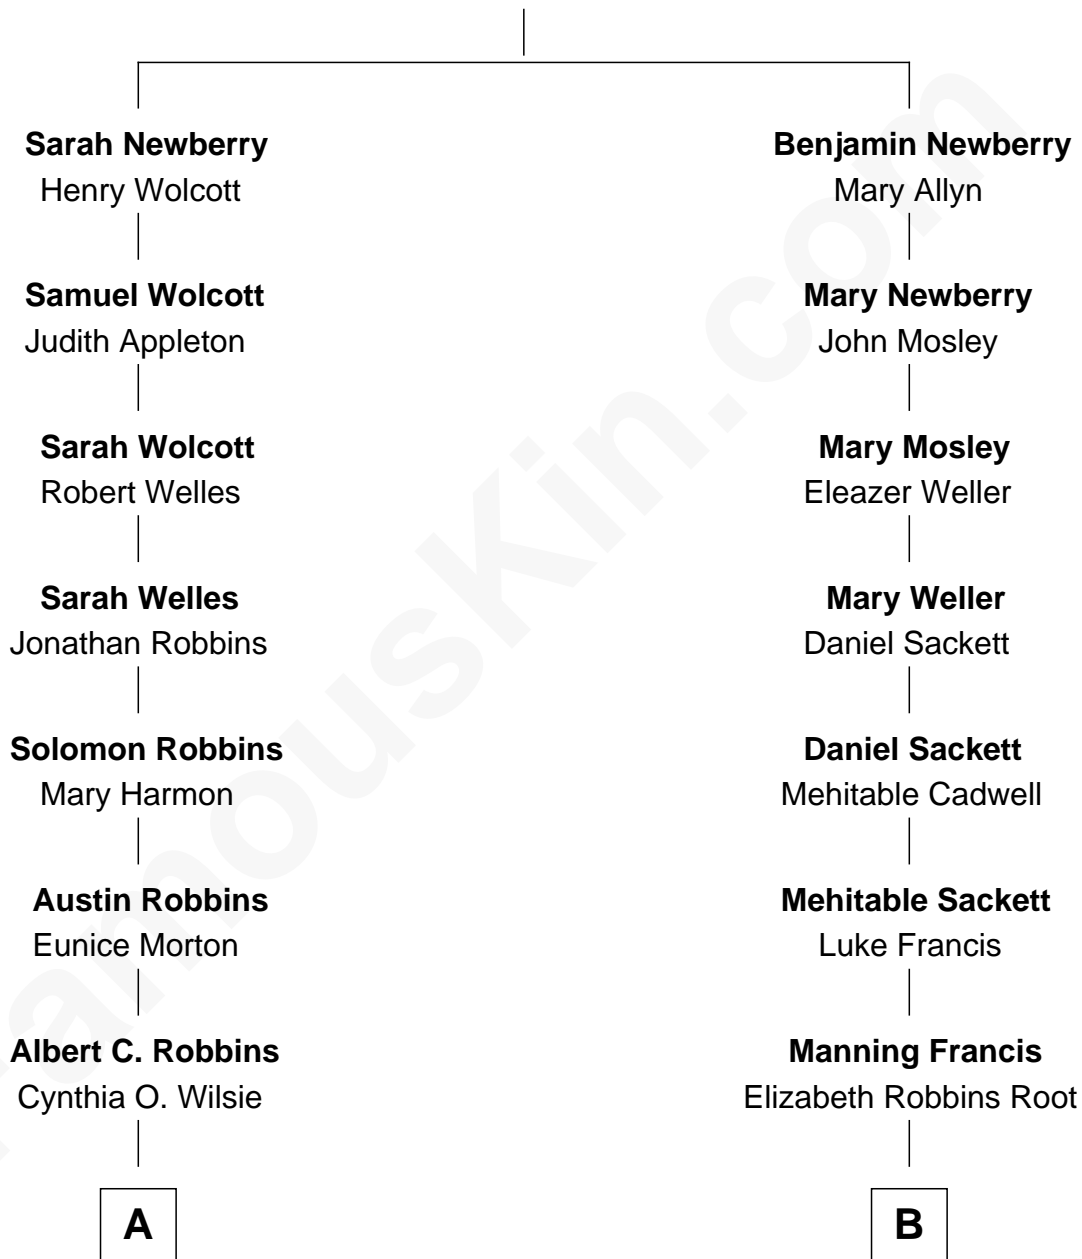 Sarah Newberry
Henry Wolcott
Samuel Wolcott
Judith Appleton
Sarah Wolcott
Robert Welles
Sarah Welles
Jonathan Robbins
Solomon Robbins
Mary Harmon
Austin Robbins
Eunice Morton
Albert C. Robbins
Cynthia O. Wilsie
A
Benjamin Newberry
Mary Allyn
Mary Newberry
John Mosley
Mary Mosley
Eleazer Weller
Mary Weller
Daniel Sackett
Daniel Sackett
Mehitable Cadwell
Mehitable Sackett
Luke Francis
Manning Francis
Elizabeth Robbins Root
B
FamousKin.com